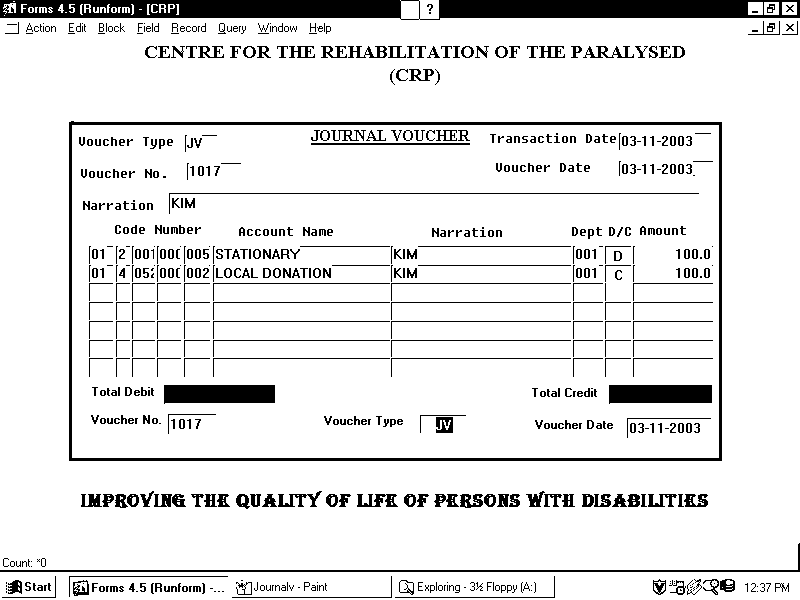 Forms 4.5 (Runform) - [CRP]
?
Action Edit Block Field Record Query Window Help
CENTRE FOR THE REHABILITATION OF THE PARALYSED
(CRP)
Voucher Type JV JOURNAL VOUCHER Transaction Date 03-11-2003
Voucher No. 1017 Voucher Date 03-11-2003
Narration KIM
Code Number Account Name Narration Dept D/C Amount
01 2 001 000 005 STATIONARY KIM 001 D 100.0
01 4 052 000 002 LOCAL DONATION KIM 001 C 100.0
Total Debit Total Credit
Voucher No. 1017 Voucher Type JV Voucher Date 03-11-2003
IMPROVING THE QUALITY OF LIFE OF PERSONS WITH DISABILITIES
Count: *0
Start Forms 4.5 (Runform) -... Journalv - Paint Exploring - 3½ Floppy (A:) 12:37 PM